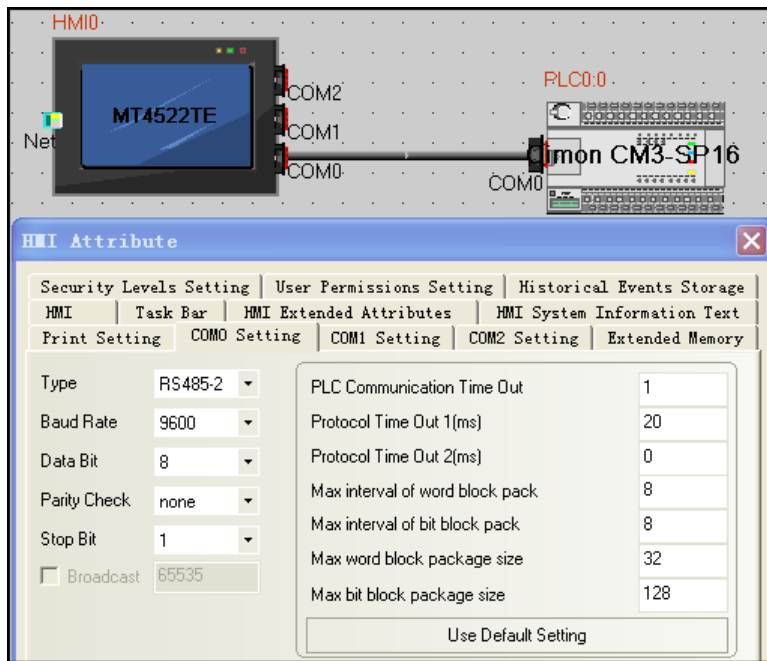 HMI0
MT4522TE
Net
COM2
COM1
COM0
PLC0:0
Cimon CM3-SP16
COM0
HMI Attribute
Security Levels Setting User Permissions Setting Historical Events Storage
HMI Task Bar HMI Extended Attributes HMI System Information Text
Print Setting COM0 Setting COM1 Setting COM2 Setting Extended Memory
Type RS485-2 PLC Communication Time Out 1
Baud Rate 9600 Protocol Time Out 1(ms) 20
Data Bit 8 Protocol Time Out 2(ms) 0
Parity Check none Max interval of word block pack 8
Stop Bit 1 Max interval of bit block pack 8
Broadcast 65535 Max word block package size 32
Max bit block package size 128
Use Default Setting